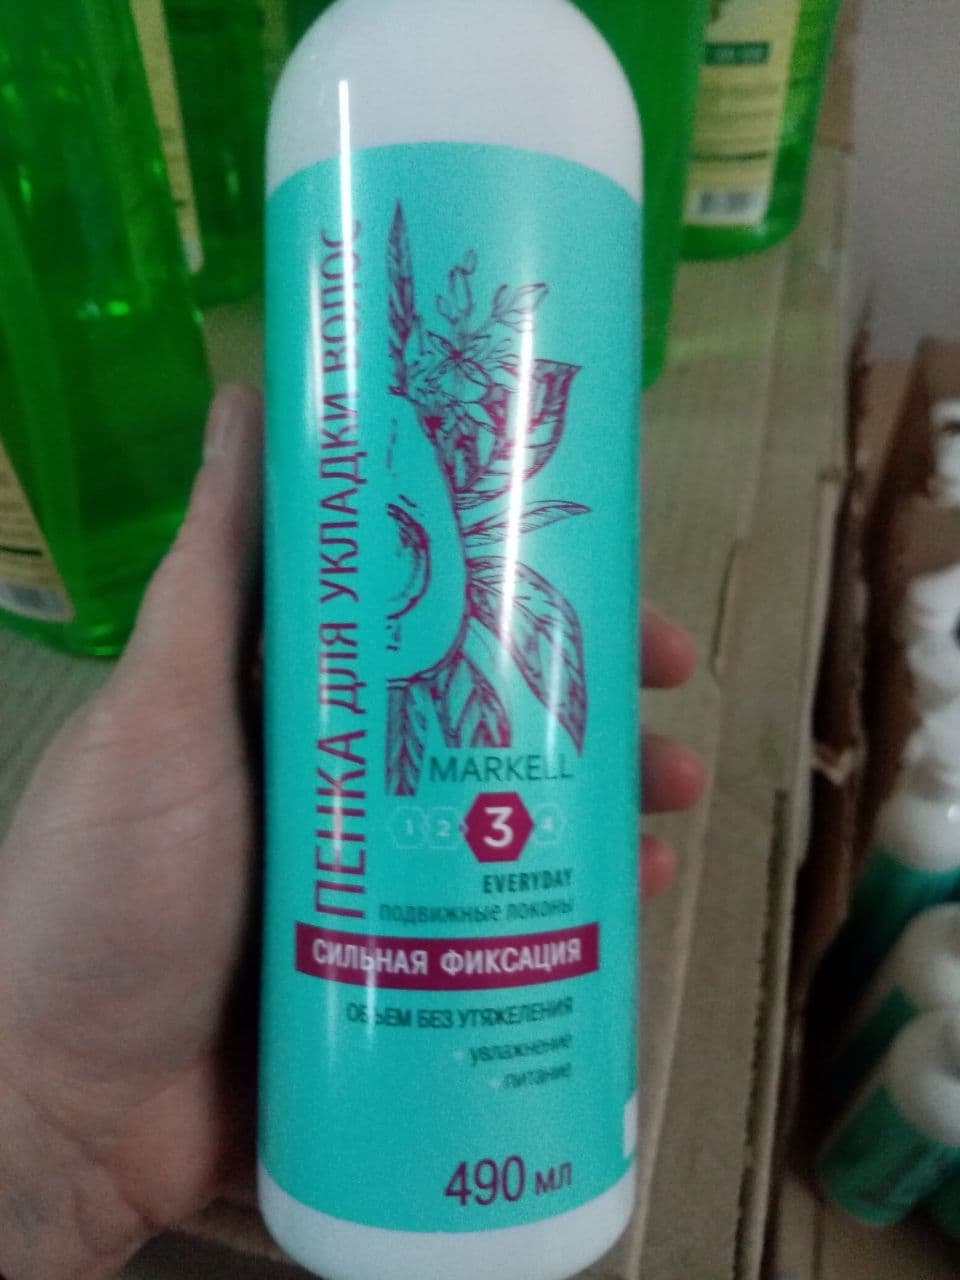 ПЕНКА ДЛЯ УКЛАДКИ ВОЛОС
MARKELL
1 2 3 4
EVERYDAY
ПОДВИЖНЫЕ ЛОКОНЫ
СИЛЬНАЯ ФИКСАЦИЯ
ОБЪЕМ БЕЗ УТЯЖЕЛЕНИЯ
увлажнение
питание
490 мл